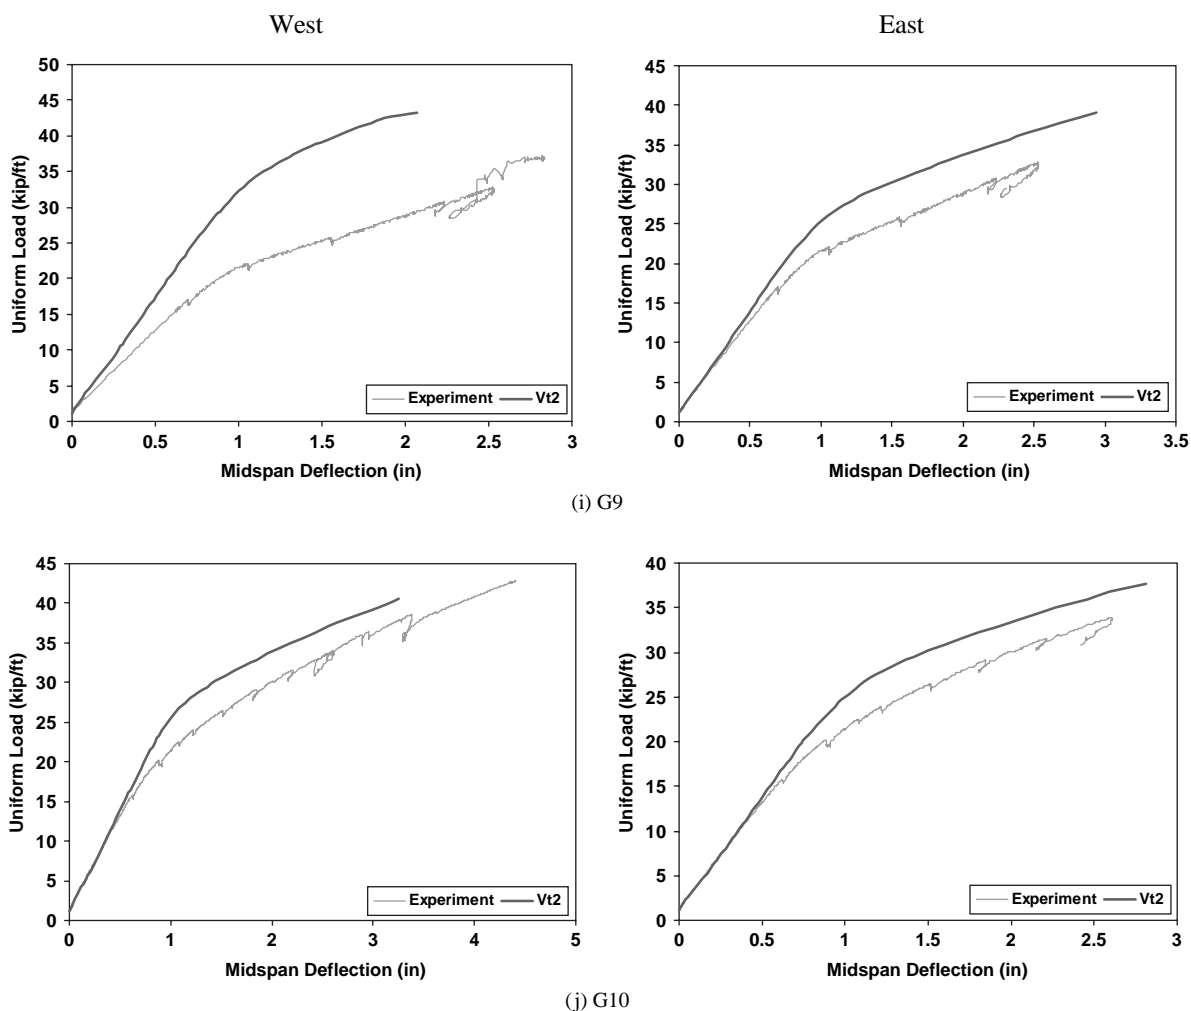 West
East
50
45
40
35
30
25
20
15
10
5
0
Uniform Load (kip/ft)
0 0.5 1 1.5 2 2.5 3
Midspan Deflection (in)
Experiment Vt2
45
40
35
30
25
20
15
10
5
0
Uniform Load (kip/ft)
0 0.5 1 1.5 2 2.5 3 3.5
Midspan Deflection (in)
Experiment Vt2
(i) G9
45
40
35
30
25
20
15
10
5
0
Uniform Load (kip/ft)
0 1 2 3 4 5
Midspan Deflection (in)
Experiment Vt2
40
35
30
25
20
15
10
5
0
Uniform Load (kip/ft)
0 0.5 1 1.5 2 2.5 3
Midspan Deflection (in)
Experiment Vt2
(j) G10